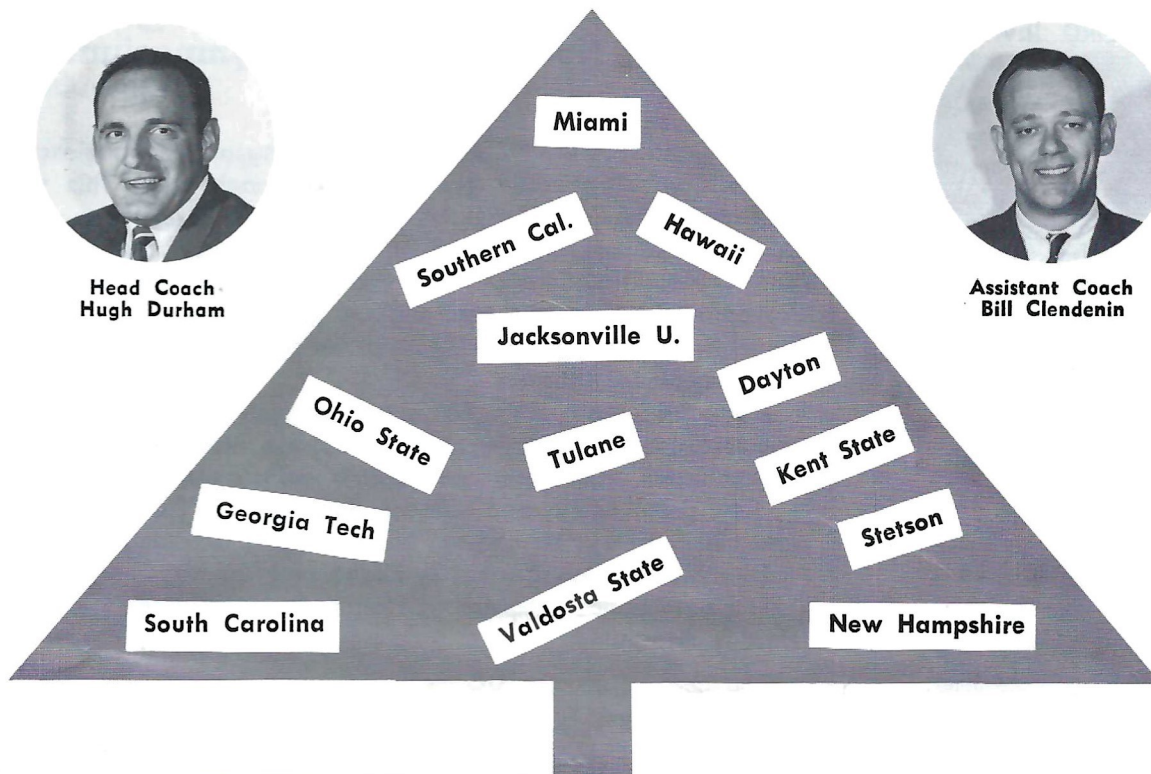 Miami
Southern Cal.
Hawaii
Head Coach
Hugh Durham
Assistant Coach
Bill Clendenin
Jacksonville U.
Dayton
Ohio State
Tulane
Kent State
Georgia Tech
Stetson
Valdosta State
South Carolina
New Hampshire